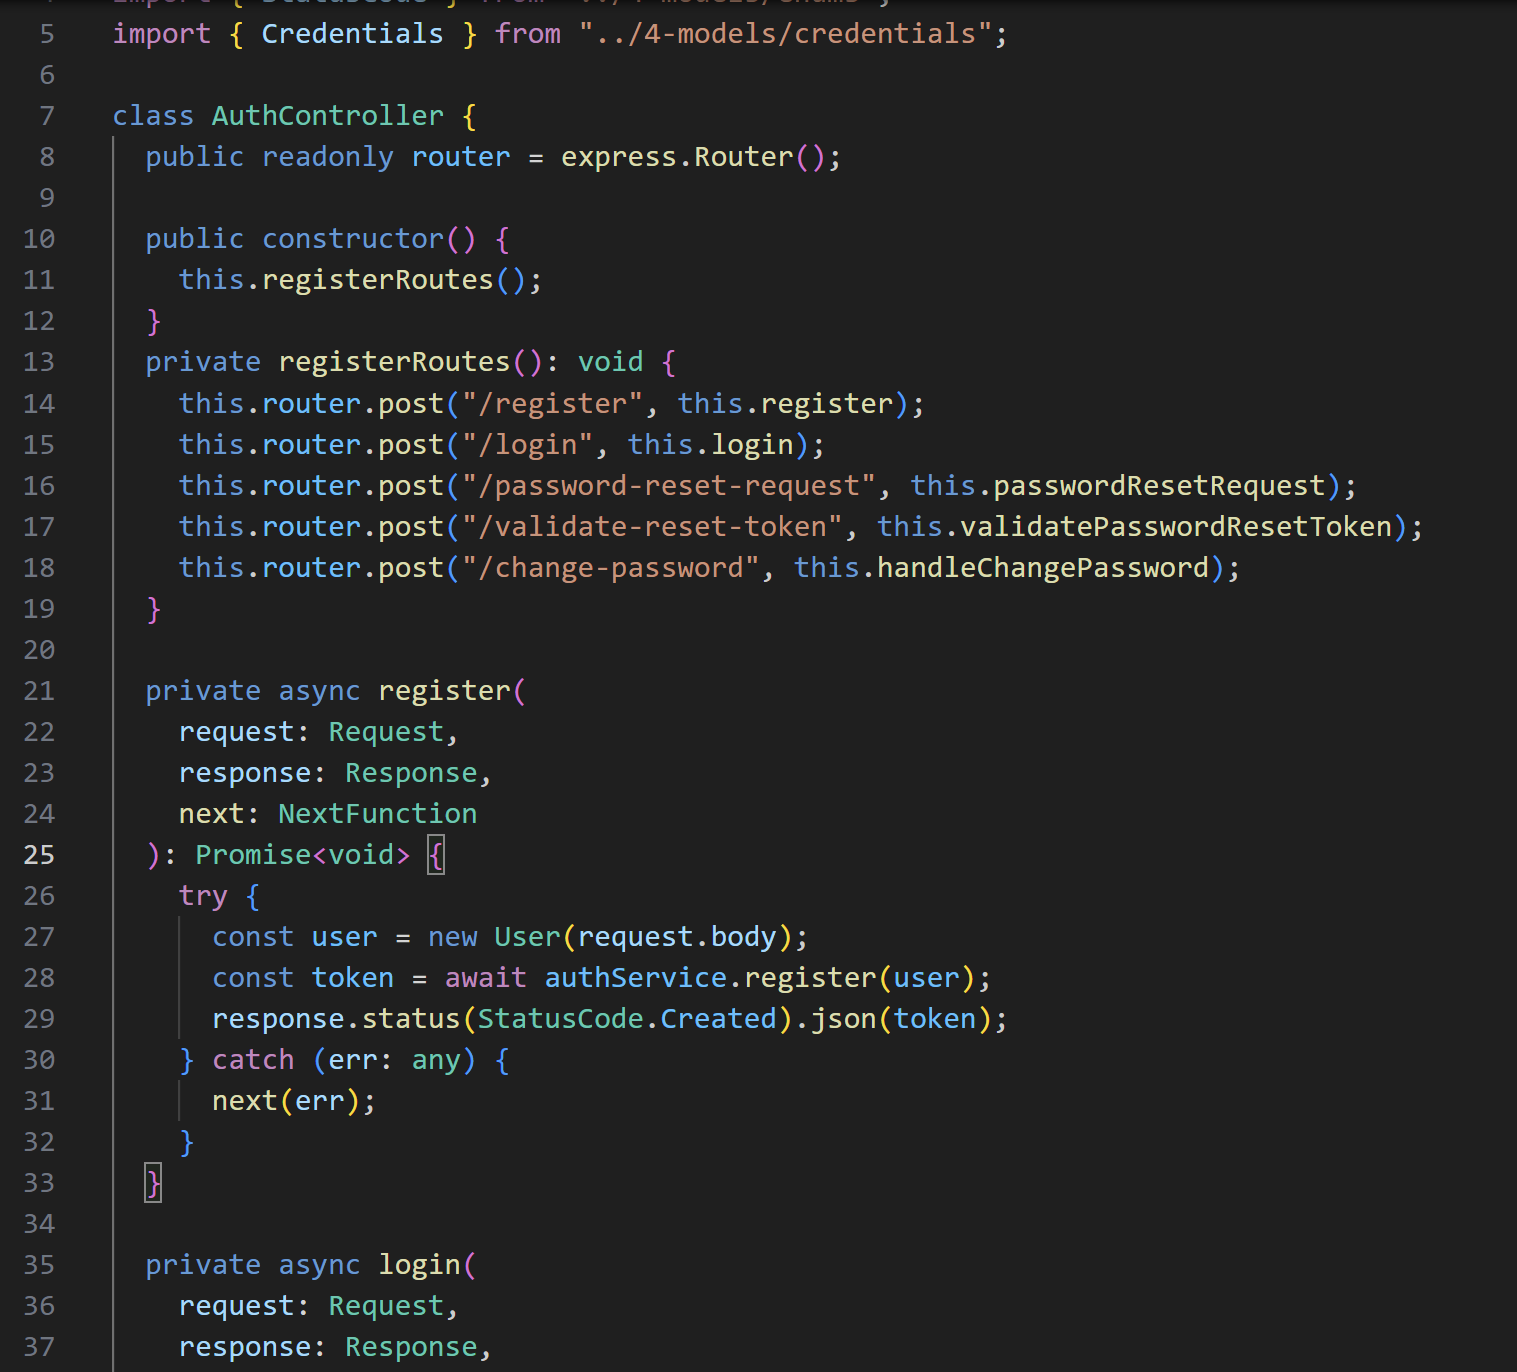 5 import { Credentials } from "../4-models/credentials";
6
7 class AuthController {
8 public readonly router = express.Router();
9
10 public constructor() {
11 this.registerRoutes();
12 }
13 private registerRoutes(): void {
14 this.router.post("/register", this.register);
15 this.router.post("/login", this.login);
16 this.router.post("/password-reset-request", this.passwordResetRequest);
17 this.router.post("/validate-reset-token", this.validatePasswordResetToken);
18 this.router.post("/change-password", this.handleChangePassword);
19 }
20
21 private async register(
22 request: Request,
23 response: Response,
24 next: NextFunction
25 ): Promise<void> {
26 try {
27 const user = new User(request.body);
28 const token = await authService.register(user);
29 response.status(StatusCode.Created).json(token);
30 } catch (err: any) {
31 next(err);
32 }
33 }
34
35 private async login(
36 request: Request,
37 response: Response,